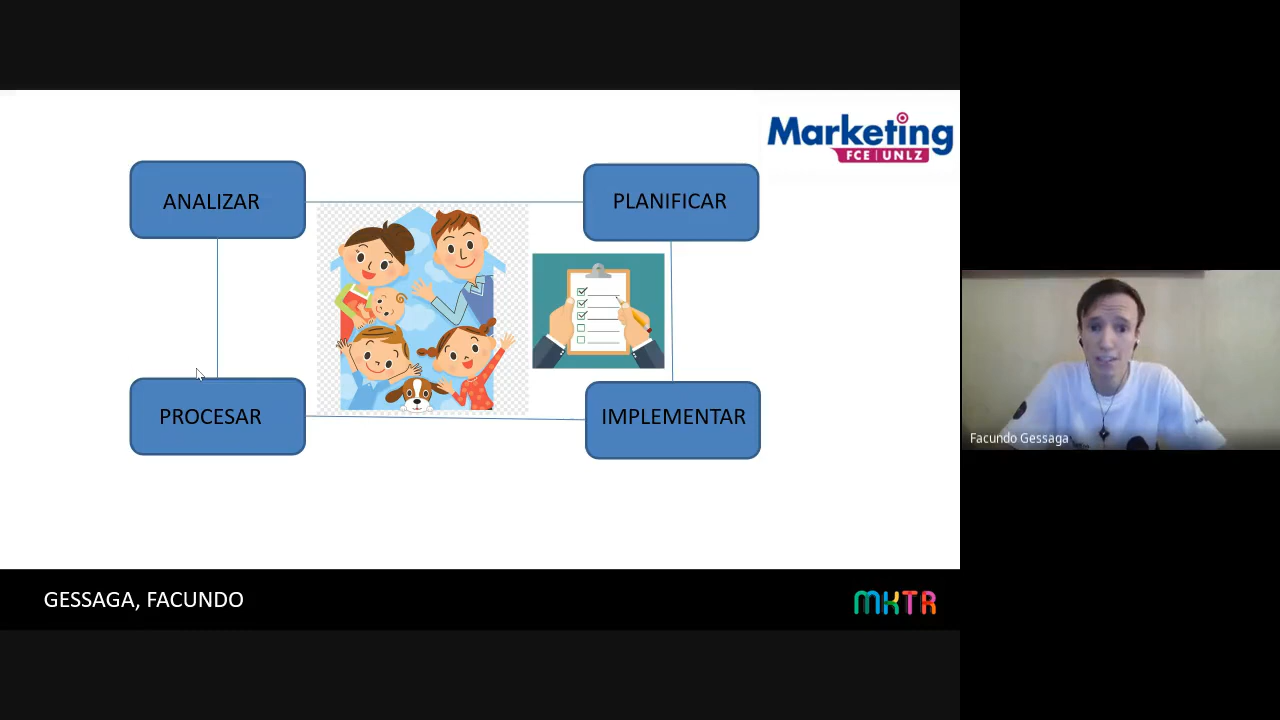 Marketing
FCE | UNLZ
ANALIZAR
PLANIFICAR
PROCESAR
IMPLEMENTAR
Facundo Gessaga
GESSAGA, FACUNDO
MKTR